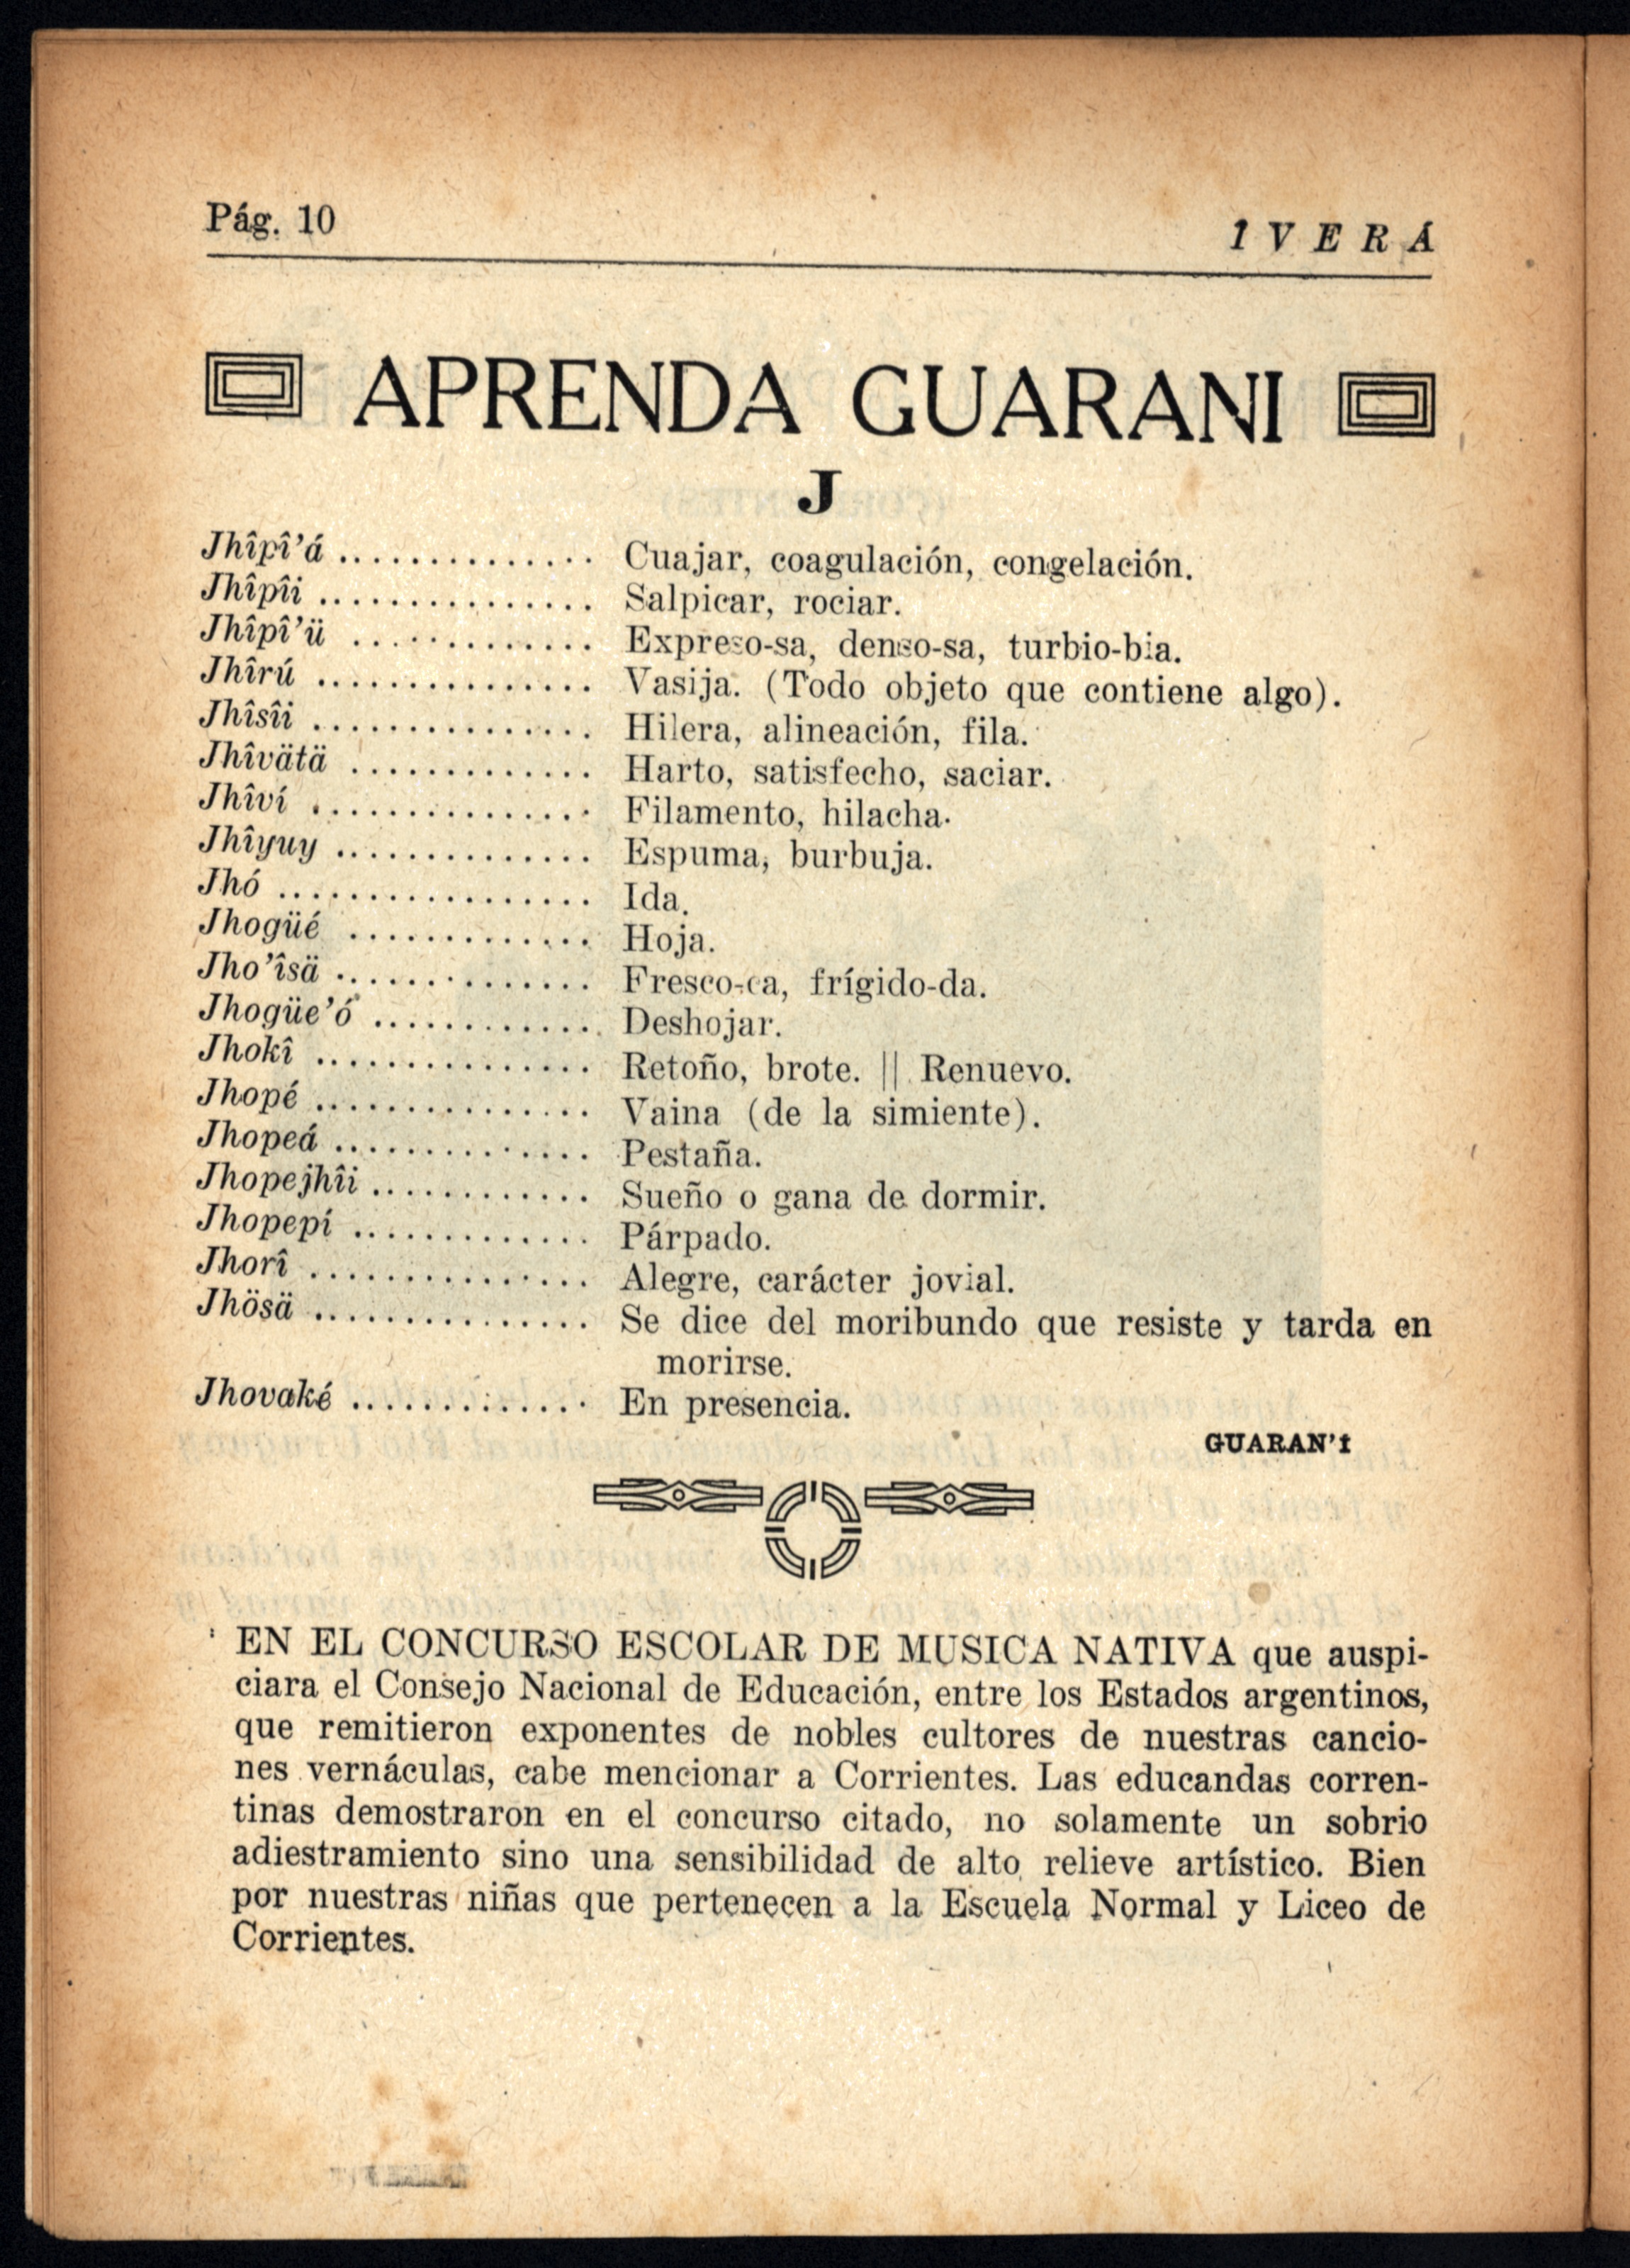 Pág. 10
1 V E R Á
APRENDA GUARANI
J
Jhîpî'á .............. Cuajar, coagulación, congelación.
Jhîpîi ............... Salpicar, rociar.
Jhîpî'ü ............. Expreso-sa, denso-sa, turbio-bia.
Jhîrú ............... Vasija. (Todo objeto que contiene algo).
Jhîsîi ............... Hilera, alineación, fila.
Jhîvätä ............. Harto, satisfecho, saciar.
Jhîví ............... Filamento, hilacha.
Jhîyuy .............. Espuma, burbuja.
Jhó ................. Ida.
Jhogüé ............. Hoja.
Jho'îsä .............. Fresco-ca, frígido-da.
Jhogüe'ó ............ Deshojar.
Jhokî ............... Retoño, brote. || Renuevo.
Jhopé ............... Vaina (de la simiente).
Jhopeá .............. Pestaña.
Jhopejhîi ............ Sueño o gana de dormir.
Jhopepí ............. Párpado.
Jhorî ............... Alegre, carácter jovial.
Jhösä ............... Se dice del moribundo que resiste y tarda en
morirse.
Jhovaké ............. En presencia.
GUARAN'I
EN EL CONCURSO ESCOLAR DE MUSICA NATIVA que auspi-
ciara el Consejo Nacional de Educación, entre los Estados argentinos,
que remitieron exponentes de nobles cultores de nuestras cancio-
nes vernáculas, cabe mencionar a Corrientes. Las educandas corren-
tinas demostraron en el concurso citado, no solamente un sobrio
adiestramiento sino una sensibilidad de alto relieve artístico. Bien
por nuestras niñas que pertenecen a la Escuela Normal y Liceo de
Corrientes.